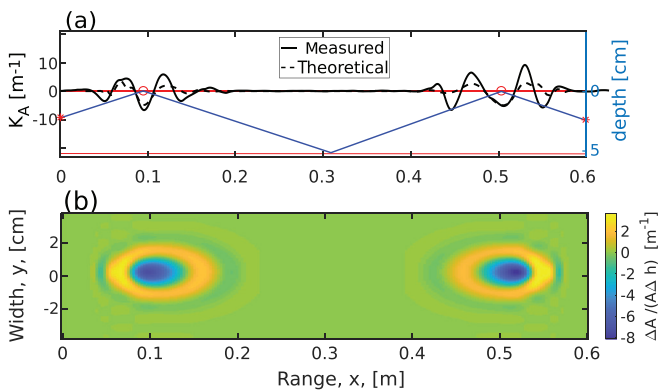 (a)
Measured
Theoretical
K_A [m⁻¹]
10
0
-10
0
5
depth [cm]
0 0.1 0.2 0.3 0.4 0.5 0.6
(b)
Width, y, [cm]
2
0
-2
0 0.1 0.2 0.3 0.4 0.5 0.6
Range, x, [m]
2
0
-2
-4
-6
-8
ΔA /(AΔ h) [m⁻¹]